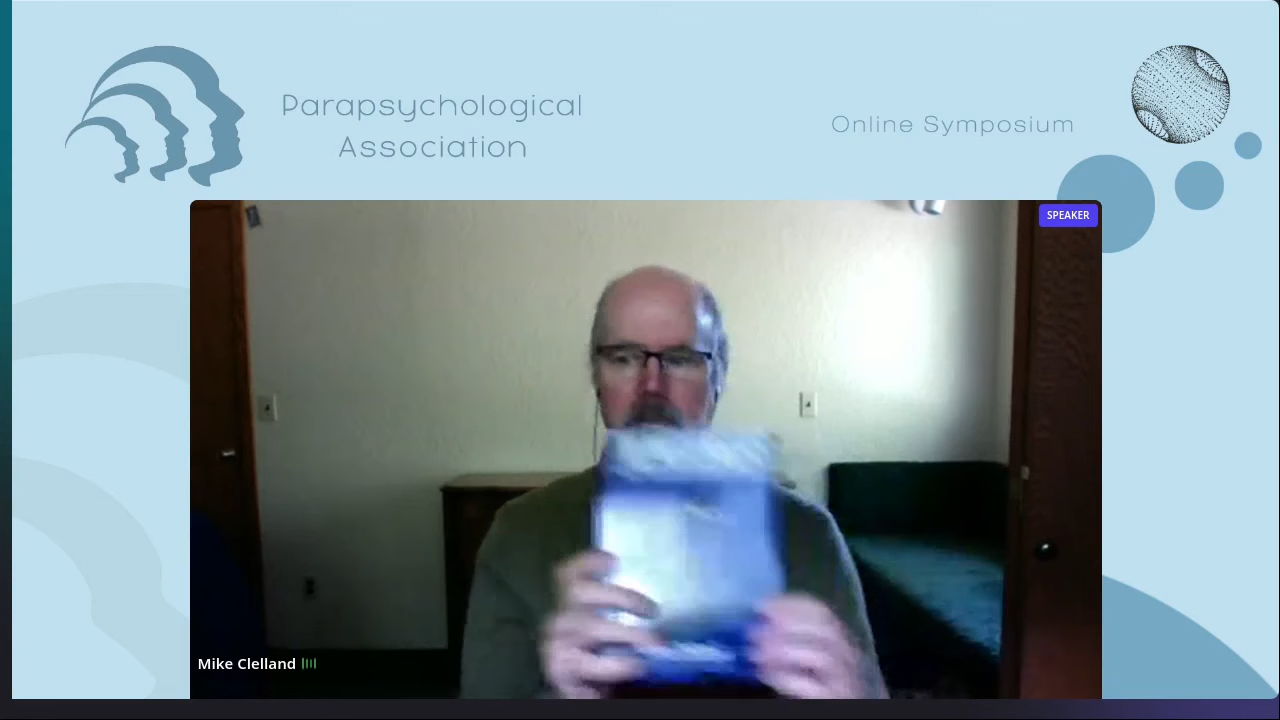 Parapsychological
Association
Online Symposium
SPEAKER
Mike Clelland